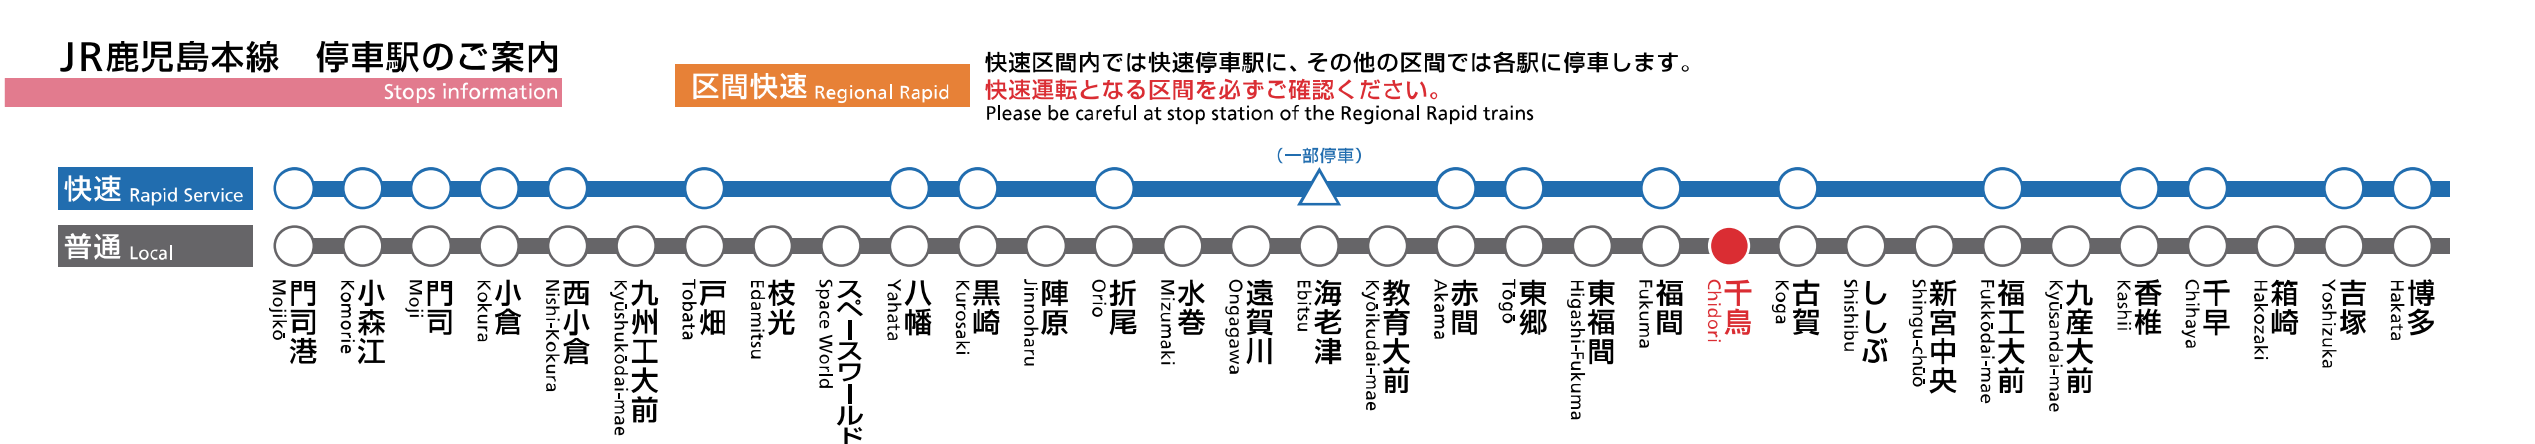 JR鹿児島本線　停車駅のご案内
Stops information
区間快速 Regional Rapid
快速区間内では快速停車駅に、その他の区間では各駅に停車します。
快速運転となる区間を必ずご確認ください。
Please be careful at stop station of the Regional Rapid trains
（一部停車）
快速 Rapid Service
普通 Local
門司港
Mojikō
小森江
Komorie
門司
Moji
小倉
Kokura
西小倉
Nishi-Kokura
九州工大前
Kyūshukōdai-mae
戸畑
Tobata
枝光
Edamitsu
スペースワールド
Space World
八幡
Yahata
黒崎
Kurosaki
陣原
Jinnoharu
折尾
Orio
水巻
Mizumaki
遠賀川
Ongagawa
海老津
Ebitsu
教育大前
Kyōikudai-mae
赤間
Akama
東郷
Tōgō
東福間
Higashi-Fukuma
福間
Fukuma
千鳥
Chidori
古賀
Koga
ししぶ
Shishibu
新宮中央
Shingu-chūō
福工大前
Fukkōdai-mae
九産大前
Kyūsandai-mae
香椎
Kashii
千早
Chihaya
箱崎
Hakozaki
吉塚
Yoshizuka
博多
Hakata